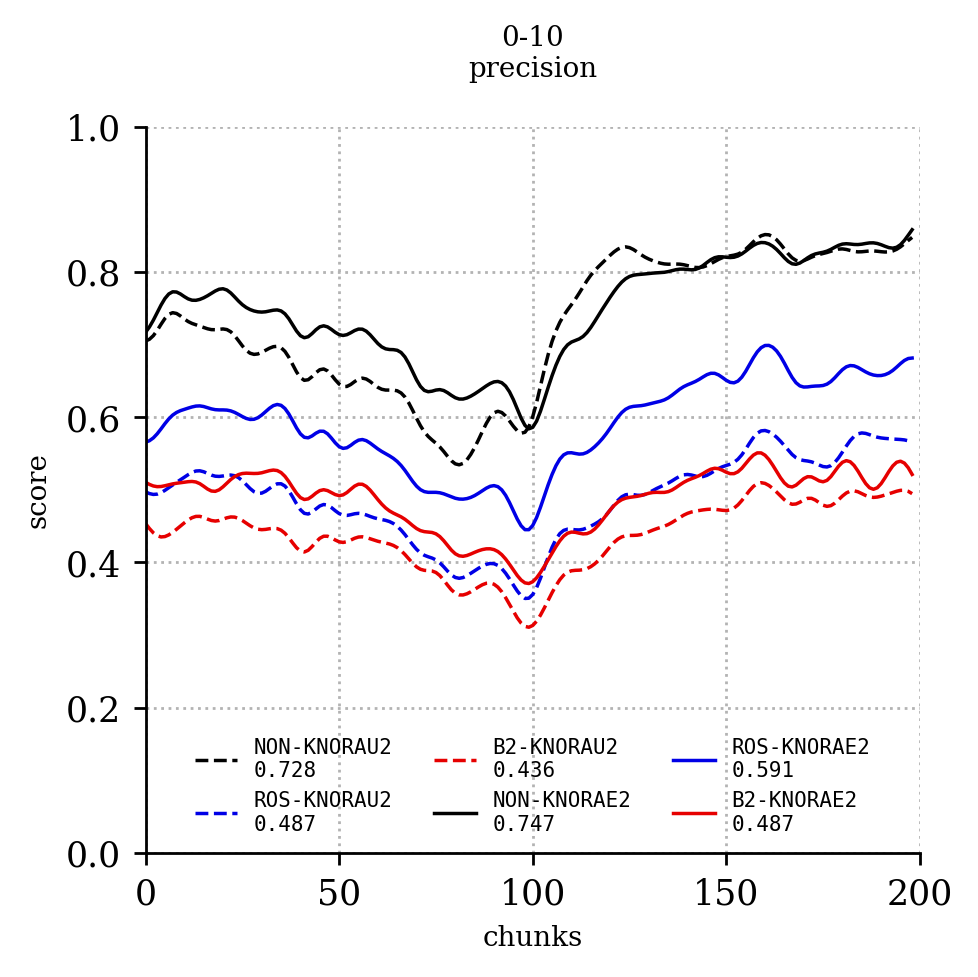 0-10
precision
1.0
0.8
0.6
0.4
0.2
0.0
score
NON-KNORAU2 B2-KNORAU2 ROS-KNORAE2
0.728 0.436 0.591
ROS-KNORAU2 NON-KNORAE2 B2-KNORAE2
0.487 0.747 0.487
0 50 100 150 200
chunks